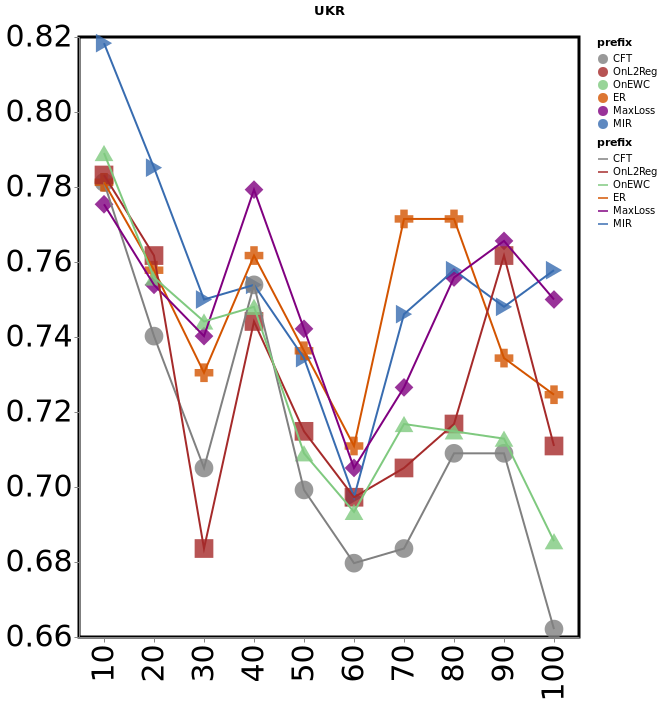 UKR
0.82
0.80
0.78
0.76
0.74
0.72
0.70
0.68
0.66
10 20 30 40 50 60 70 80 90 100
prefix
CFT
OnL2Reg
OnEWC
ER
MaxLoss
MIR
prefix
CFT
OnL2Reg
OnEWC
ER
MaxLoss
MIR